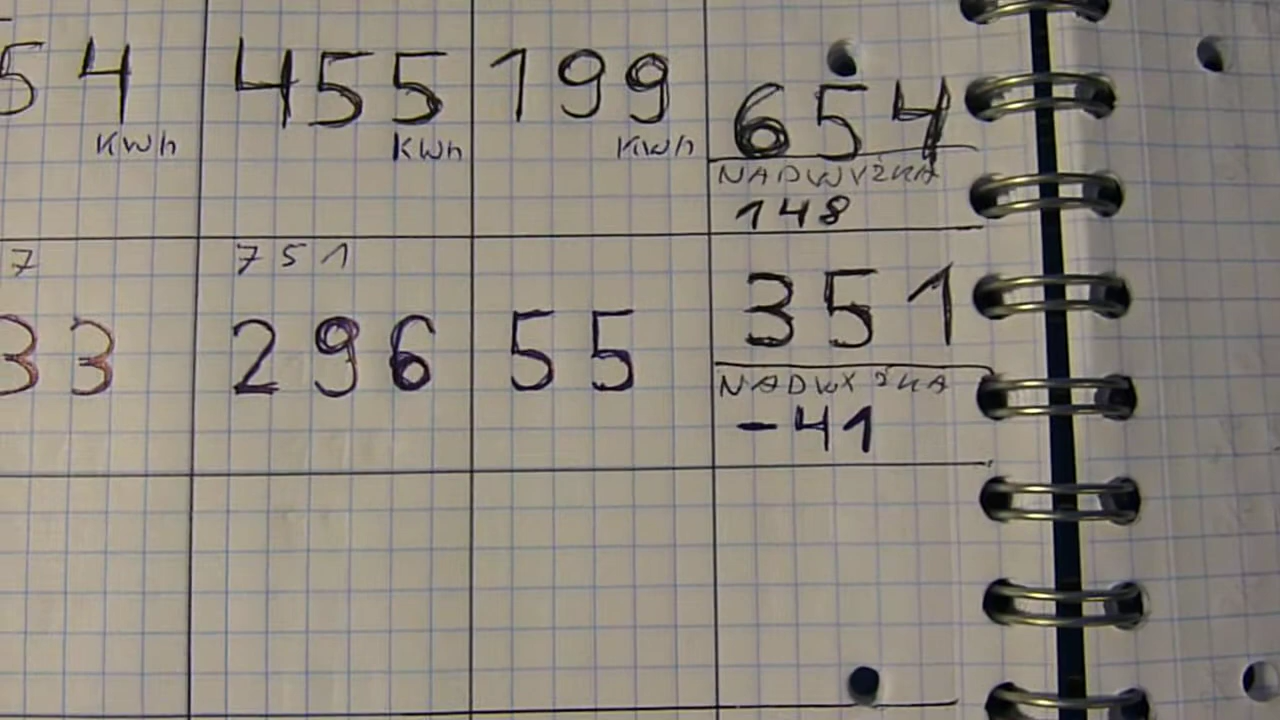 54 455 199 654
KWh KWh KWh
NADWYŻKA
148
7 751
33 296 55 351
NADWYŻKA
-41